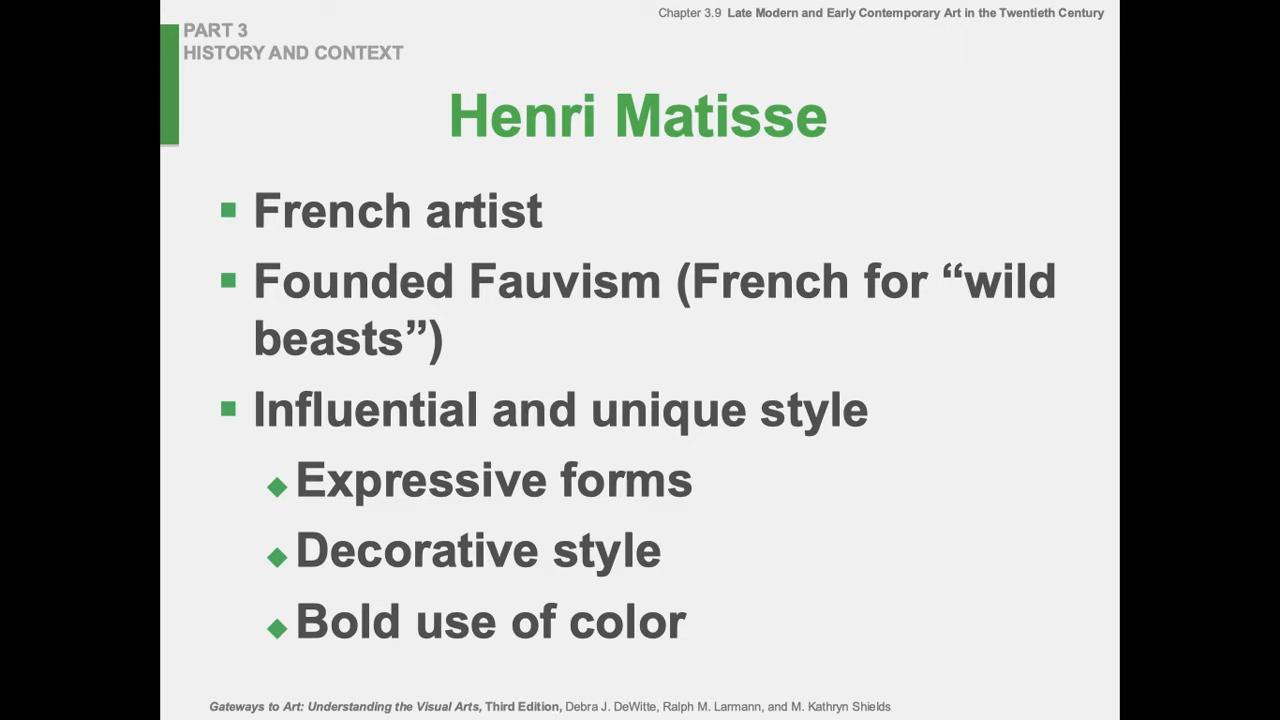 Chapter 3.9 Late Modern and Early Contemporary Art in the Twentieth Century
PART 3
HISTORY AND CONTEXT
Henri Matisse
French artist
Founded Fauvism (French for “wild
beasts”)
Influential and unique style
Expressive forms
Decorative style
Bold use of color
Gateways to Art: Understanding the Visual Arts, Third Edition, Debra J. DeWitte, Ralph M. Larmann, and M. Kathryn Shields